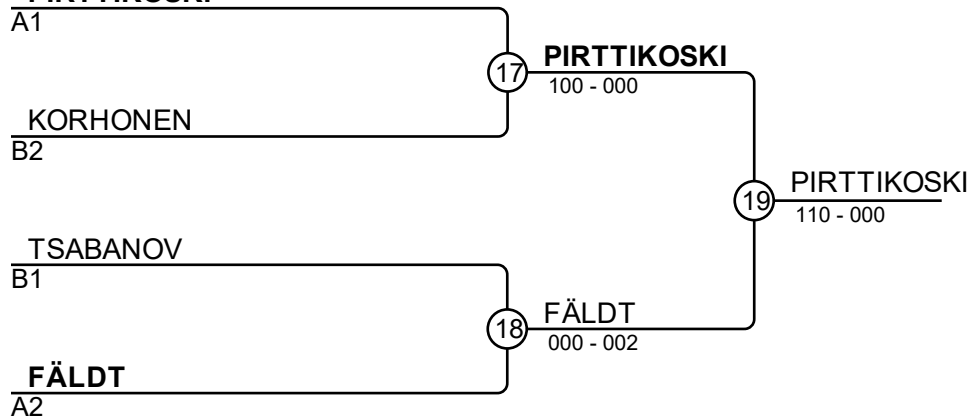 A1
17
PIRTTIKOSKI
100 - 000
KORHONEN
B2
19
PIRTTIKOSKI
110 - 000
TSABANOV
B1
18
FÄLDT
000 - 002
FÄLDT
A2